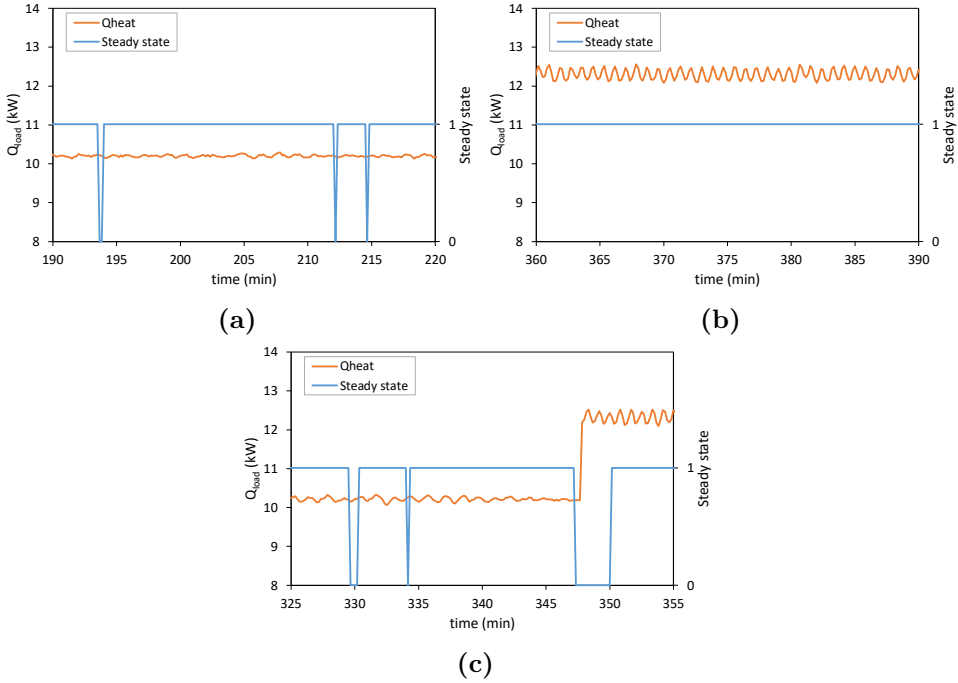 14
13
12
11
10
9
8
Q_load (kW)
Qheat
Steady state
1
0
Steady state
190 195 200 205 210 215 220
time (min)
(a)
14
13
12
11
10
9
8
Q_load (kW)
Qheat
Steady state
1
0
Steady state
360 365 370 375 380 385 390
time (min)
(b)
14
13
12
11
10
9
8
Q_load (kW)
Qheat
Steady state
1
0
Steady state
325 330 335 340 345 350 355
time (min)
(c)